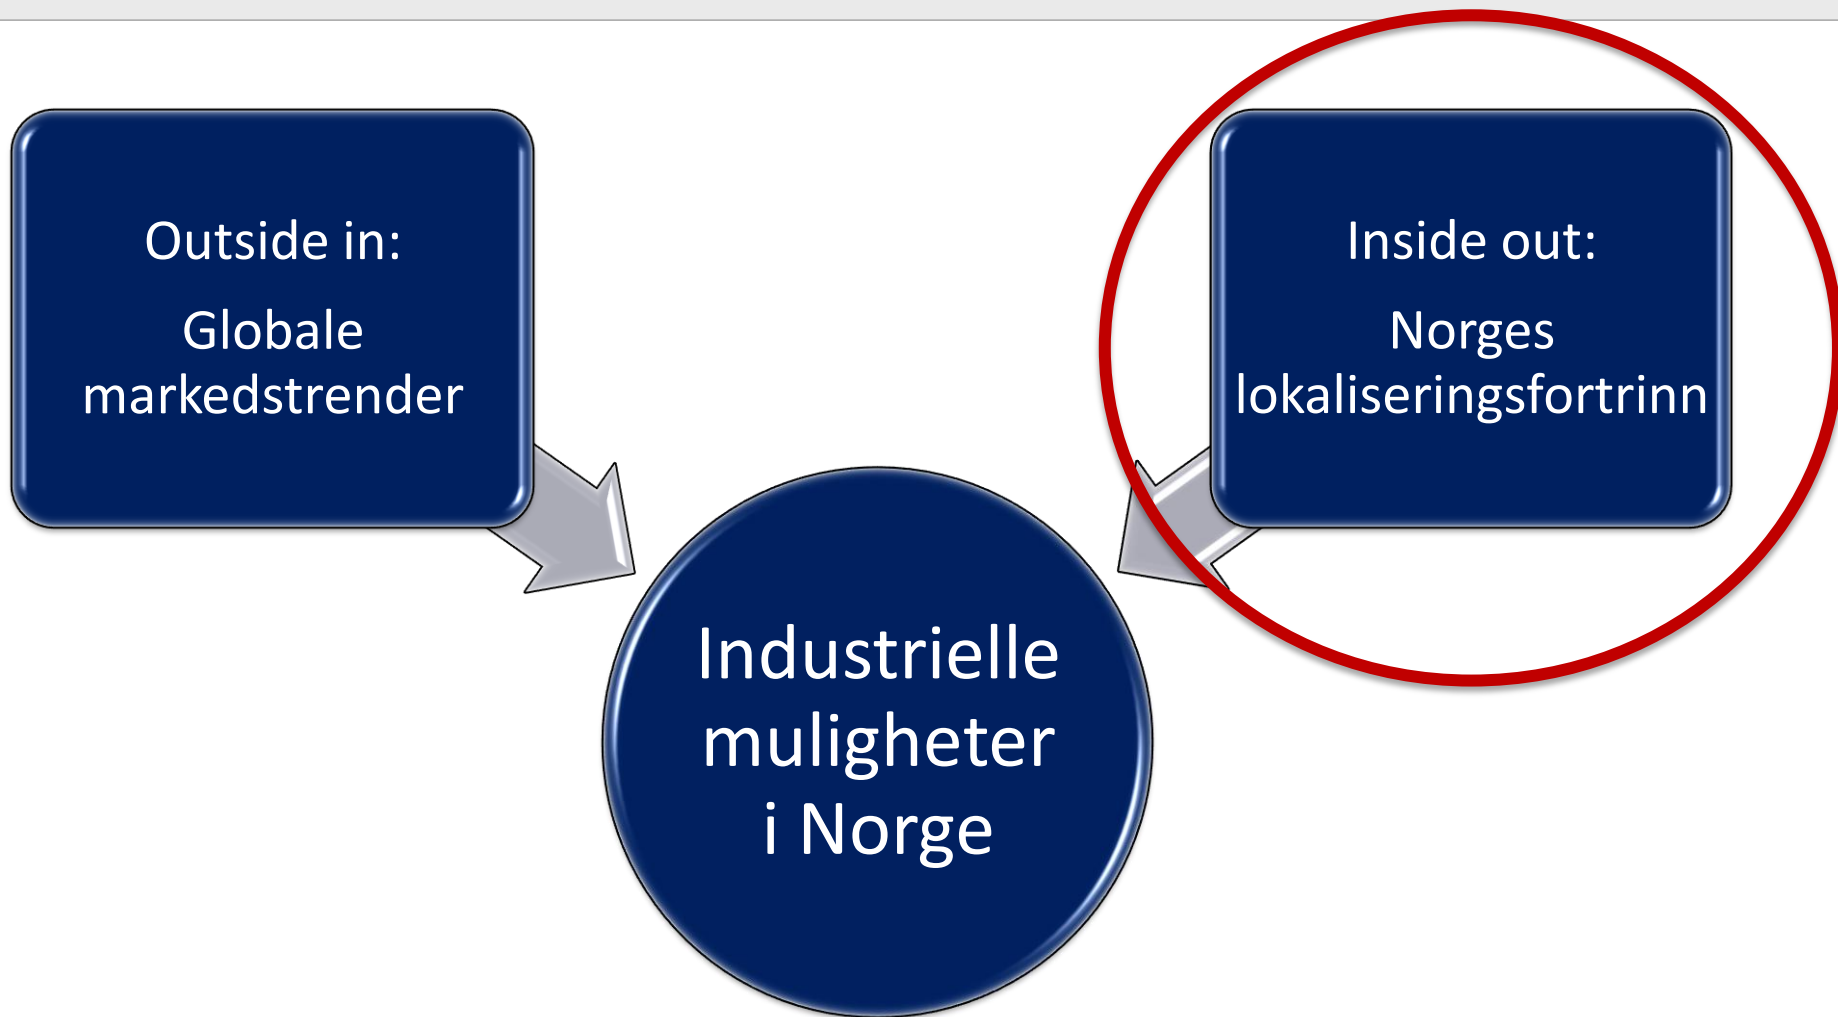 Outside in:
Globale
markedstrender
Inside out:
Norges
lokaliseringsfortrinn
Industrielle
muligheter
i Norge